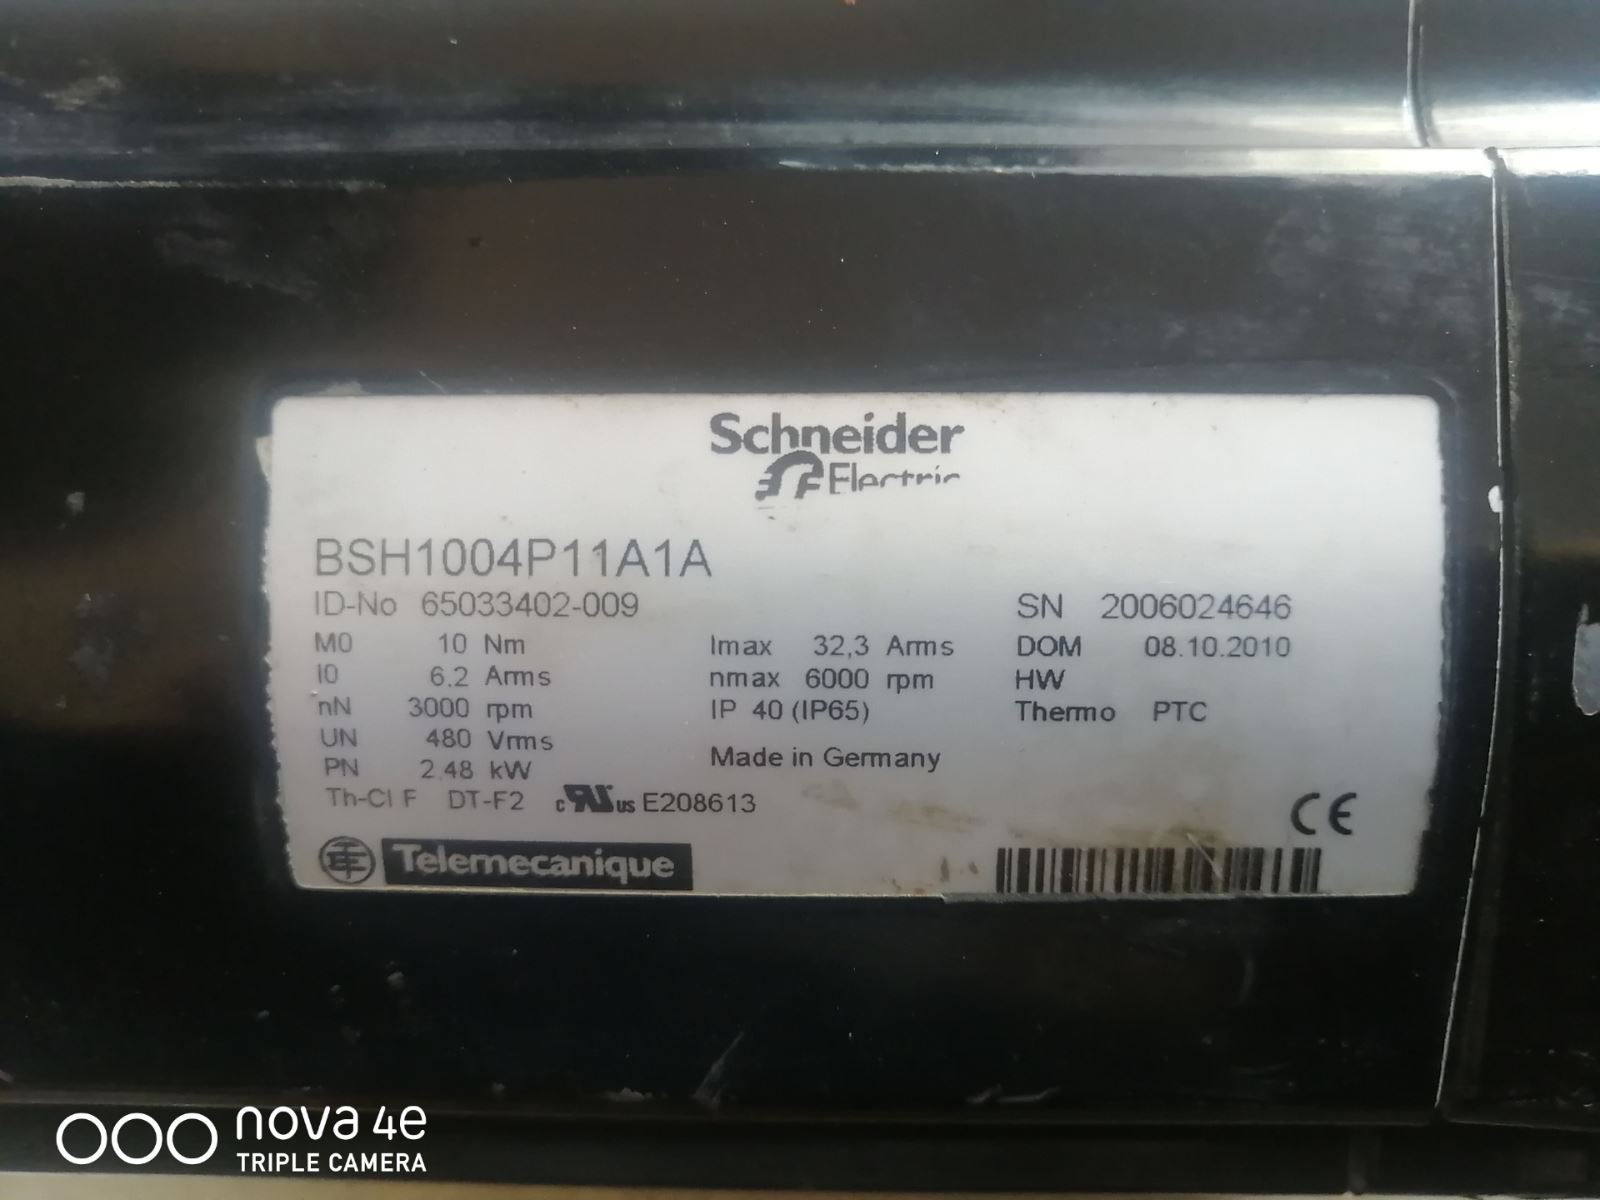 Schneider
Electric
BSH1004P11A1A
ID-No 65033402-009
SN 2006024646
M0 10 Nm Imax 32,3 Arms DOM 08.10.2010
I0 6.2 Arms nmax 6000 rpm HW
nN 3000 rpm IP 40 (IP65) Thermo PTC
UN 480 Vrms
PN 2.48 kW Made in Germany
Th-Cl F DT-F2 c RU us E208613
CE
TE Telemecanique
nova 4e
TRIPLE CAMERA